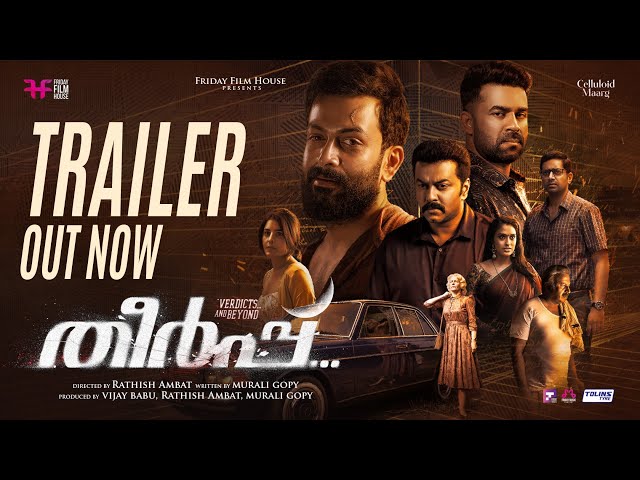 FRIDAY
FILM
HOUSE
FRIDAY FILM HOUSE
PRESENTS
Celluloid
Maarg
TRAILER
OUT NOW
VERDICTS...
AND BEYOND
തീർപ്പ്...
DIRECTED BY RATHISH AMBAT WRITTEN BY MURALI GOPY
PRODUCED BY VIJAY BABU, RATHISH AMBAT, MURALI GOPY
TOLINS
TYRE